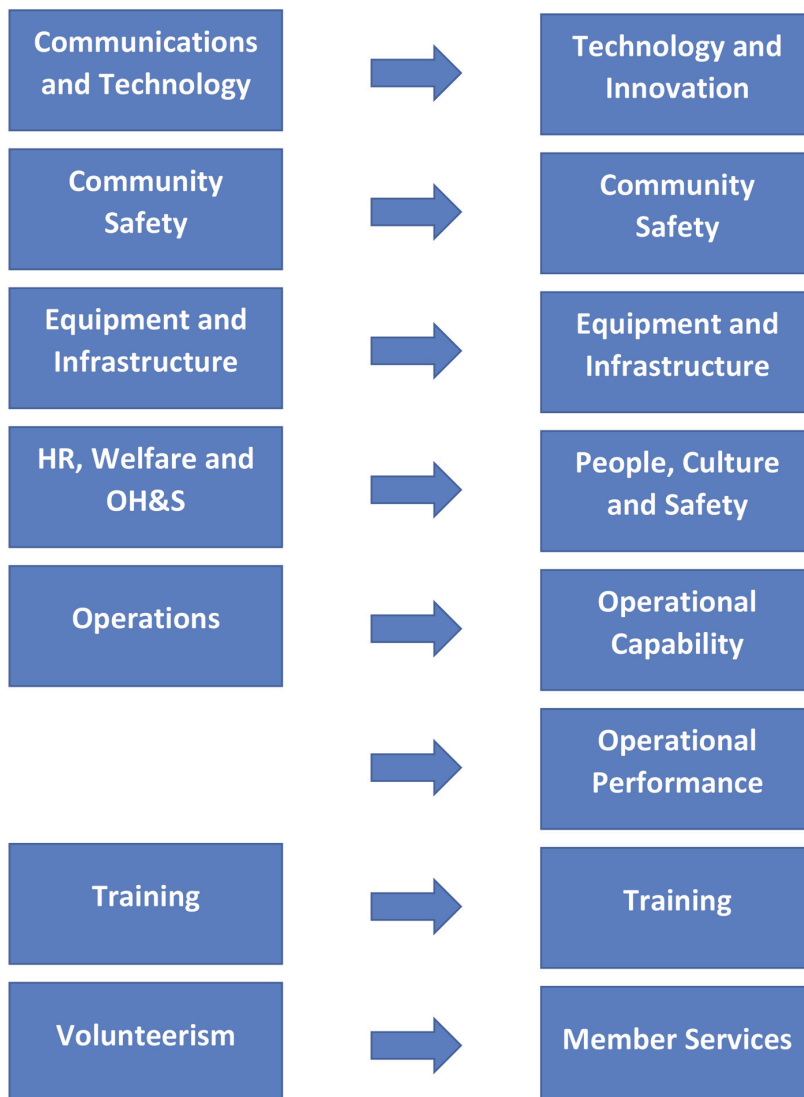 Communications
and Technology
Technology and
Innovation
Community
Safety
Community
Safety
Equipment and
Infrastructure
Equipment and
Infrastructure
HR, Welfare and
OH&S
People, Culture
and Safety
Operations
Operational
Capability
Operational
Performance
Training
Training
Volunteerism
Member Services